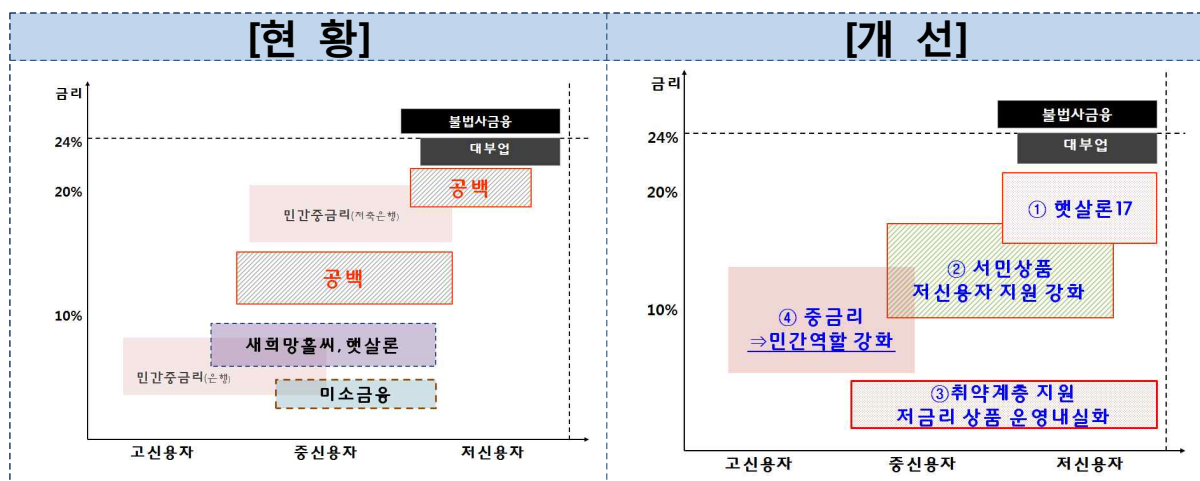 [현 황]
금리
24%
20%
10%
불법사금융
대부업
공백
민간중금리(저축은행)
공백
새희망홀씨, 햇살론
민간중금리(은행)
미소금융
고신용자
중신용자
저신용자
[개 선]
금리
24%
20%
10%
불법사금융
대부업
① 햇살론17
② 서민상품
저신용자 지원 강화
④ 중금리
⇒민간역할 강화
③취약계층 지원
저금리 상품 운영내실화
고신용자
중신용자
저신용자